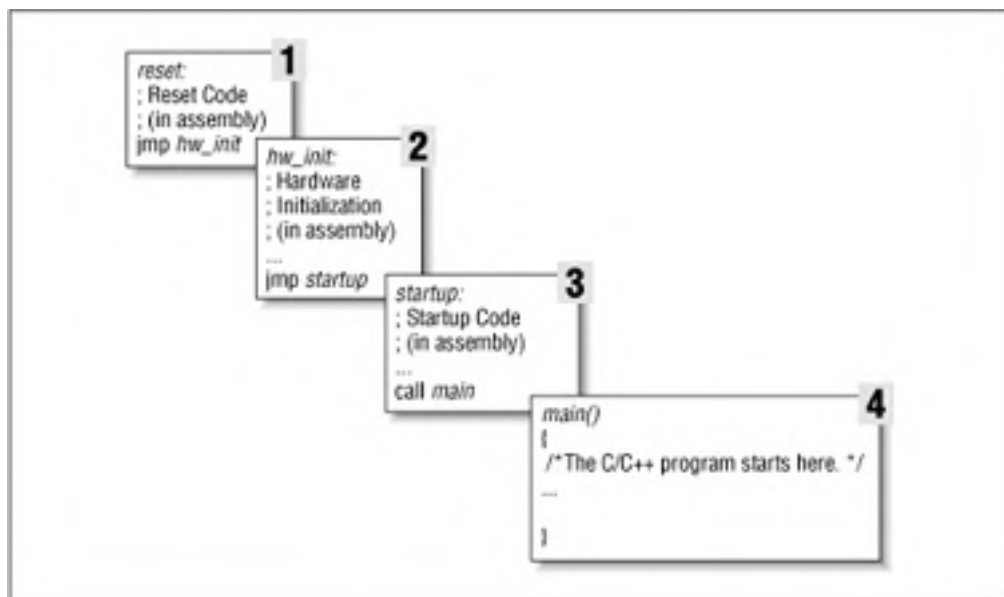 1
reset:
; Reset Code
; (in assembly)
jmp hw_init
2
hw_init:
; Hardware
; Initialization
; (in assembly)
...
jmp startup
3
startup:
; Startup Code
; (in assembly)
...
call main
4
main()
{
/*The C/C++ program starts here. */
...
}